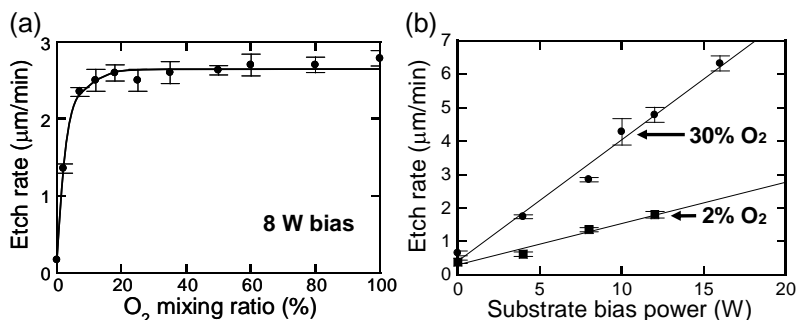 (a)
3
2
1
0
Etch rate (μm/min)
8 W bias
0 20 40 60 80 100
O₂ mixing ratio (%)
(b)
7
6
5
4
3
2
1
0
Etch rate (μm/min)
30% O₂
2% O₂
0 5 10 15 20
Substrate bias power (W)